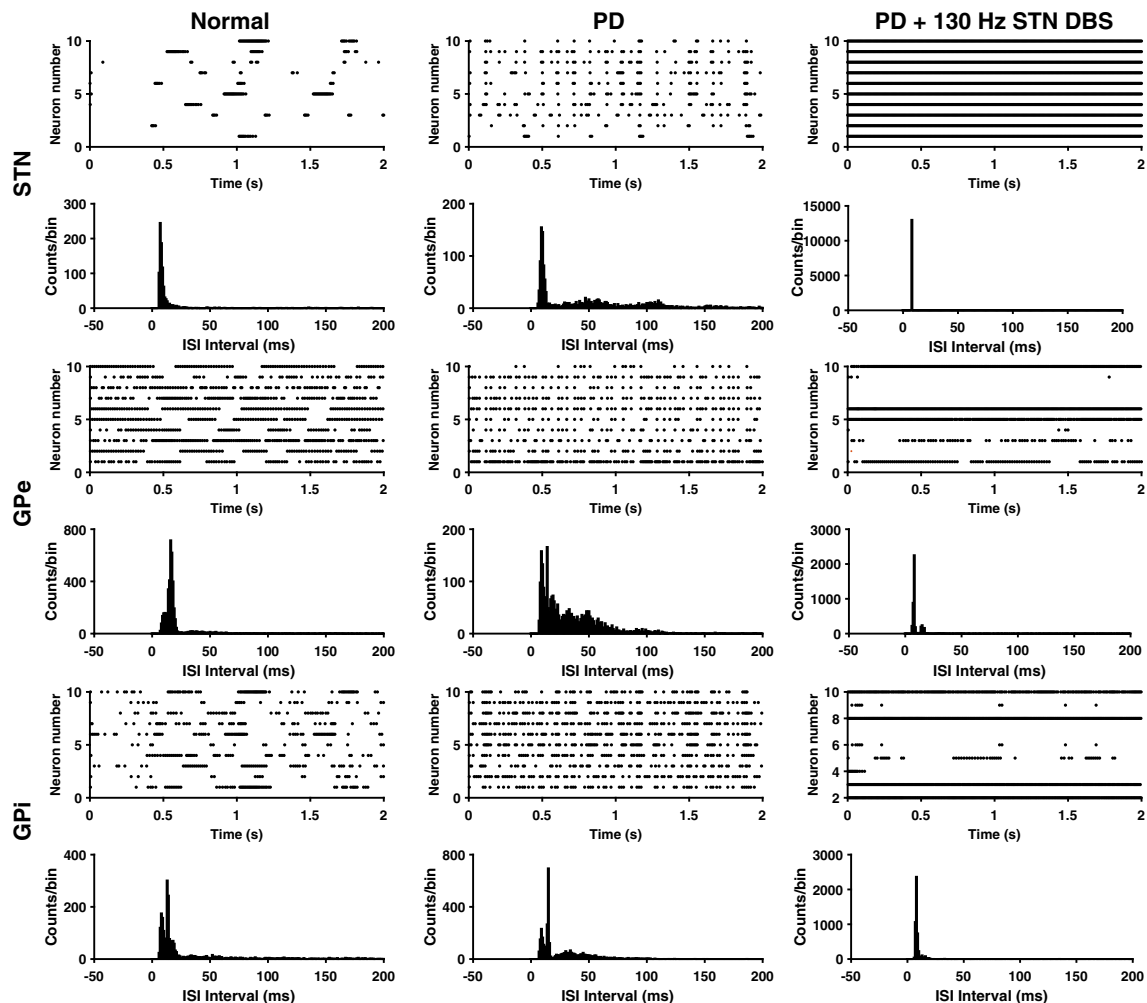 Normal PD PD + 130 Hz STN DBS
STN
10 5 0 Neuron number
0 0.5 1 1.5 2
Time (s)
10 5 0 Neuron number
0 0.5 1 1.5 2
Time (s)
10 5 0 Neuron number
0 0.5 1 1.5 2
Time (s)
300 200 100 0 Counts/bin
-50 0 50 100 150 200
ISI Interval (ms)
200 100 0 Counts/bin
-50 0 50 100 150 200
ISI Interval (ms)
15000 10000 5000 0 Counts/bin
-50 0 50 100 150 200
ISI Interval (ms)
GPe
10 5 0 Neuron number
0 0.5 1 1.5 2
Time (s)
10 5 0 Neuron number
0 0.5 1 1.5 2
Time (s)
10 5 0 Neuron number
0 0.5 1 1.5 2
Time (s)
800 400 0 Counts/bin
-50 0 50 100 150 200
ISI Interval (ms)
200 100 0 Counts/bin
-50 0 50 100 150 200
ISI Interval (ms)
3000 2000 1000 0 Counts/bin
-50 0 50 100 150 200
ISI Interval (ms)
GPi
10 5 0 Neuron number
0 0.5 1 1.5 2
Time (s)
10 5 0 Neuron number
0 0.5 1 1.5 2
Time (s)
10 8 6 4 2 Neuron number
0 0.5 1 1.5 2
Time (s)
400 200 0 Counts/bin
-50 0 50 100 150 200
ISI Interval (ms)
800 400 0 Counts/bin
-50 0 50 100 150 200
ISI Interval (ms)
3000 2000 1000 0 Counts/bin
-50 0 50 100 150 200
ISI Interval (ms)